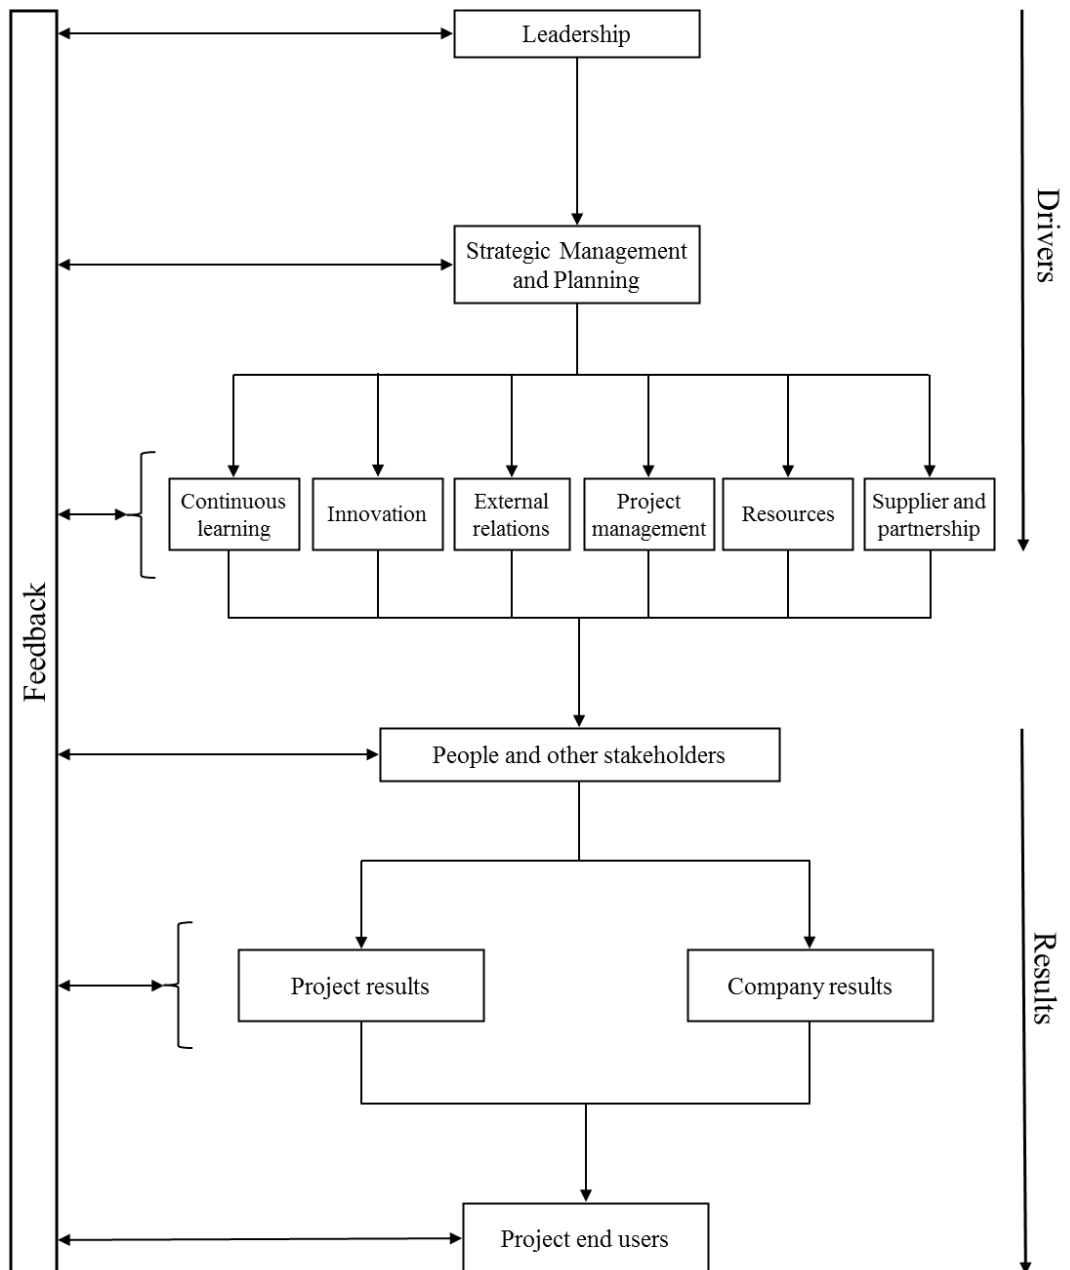 Leadership
Strategic Management
and Planning
Drivers
Continuous
learning
Innovation
External
relations
Project
management
Resources
Supplier and
partnership
Feedback
People and other stakeholders
Project results
Company results
Results
Project end users